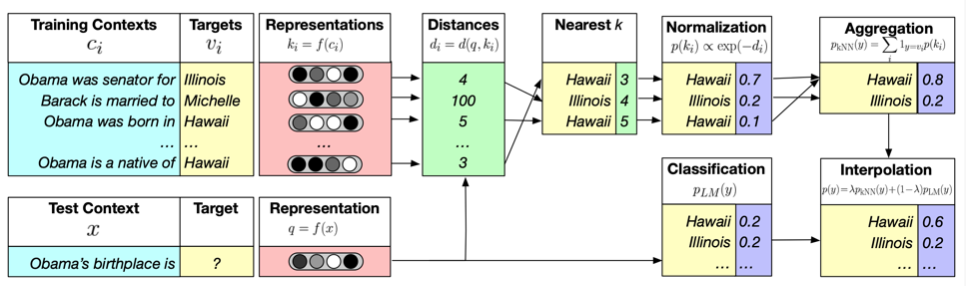 Training Contexts Targets Representations Distances Nearest k Normalization Aggregation
c_i v_i k_i = f(c_i) d_i = d(q, k_i) p(k_i) ∝ exp(−d_i) p_kNN(y) = ∑_i 1_{y=v_i} p(k_i)
Obama was senator for Illinois 4 Hawaii 3 Hawaii 0.7 Hawaii 0.8
Barack is married to Michelle 100 Illinois 4 Illinois 0.2 Illinois 0.2
Obama was born in Hawaii 5 Hawaii 5 Hawaii 0.1
... ... ... ...
Obama is a native of Hawaii 3
Classification Interpolation
p_LM(y) p(y) = λp_kNN(y) + (1−λ)p_LM(y)
Test Context Target Representation
x q = f(x)
Hawaii 0.2 Hawaii 0.6
Illinois 0.2 Illinois 0.2
... ... ... ...
Obama's birthplace is ?